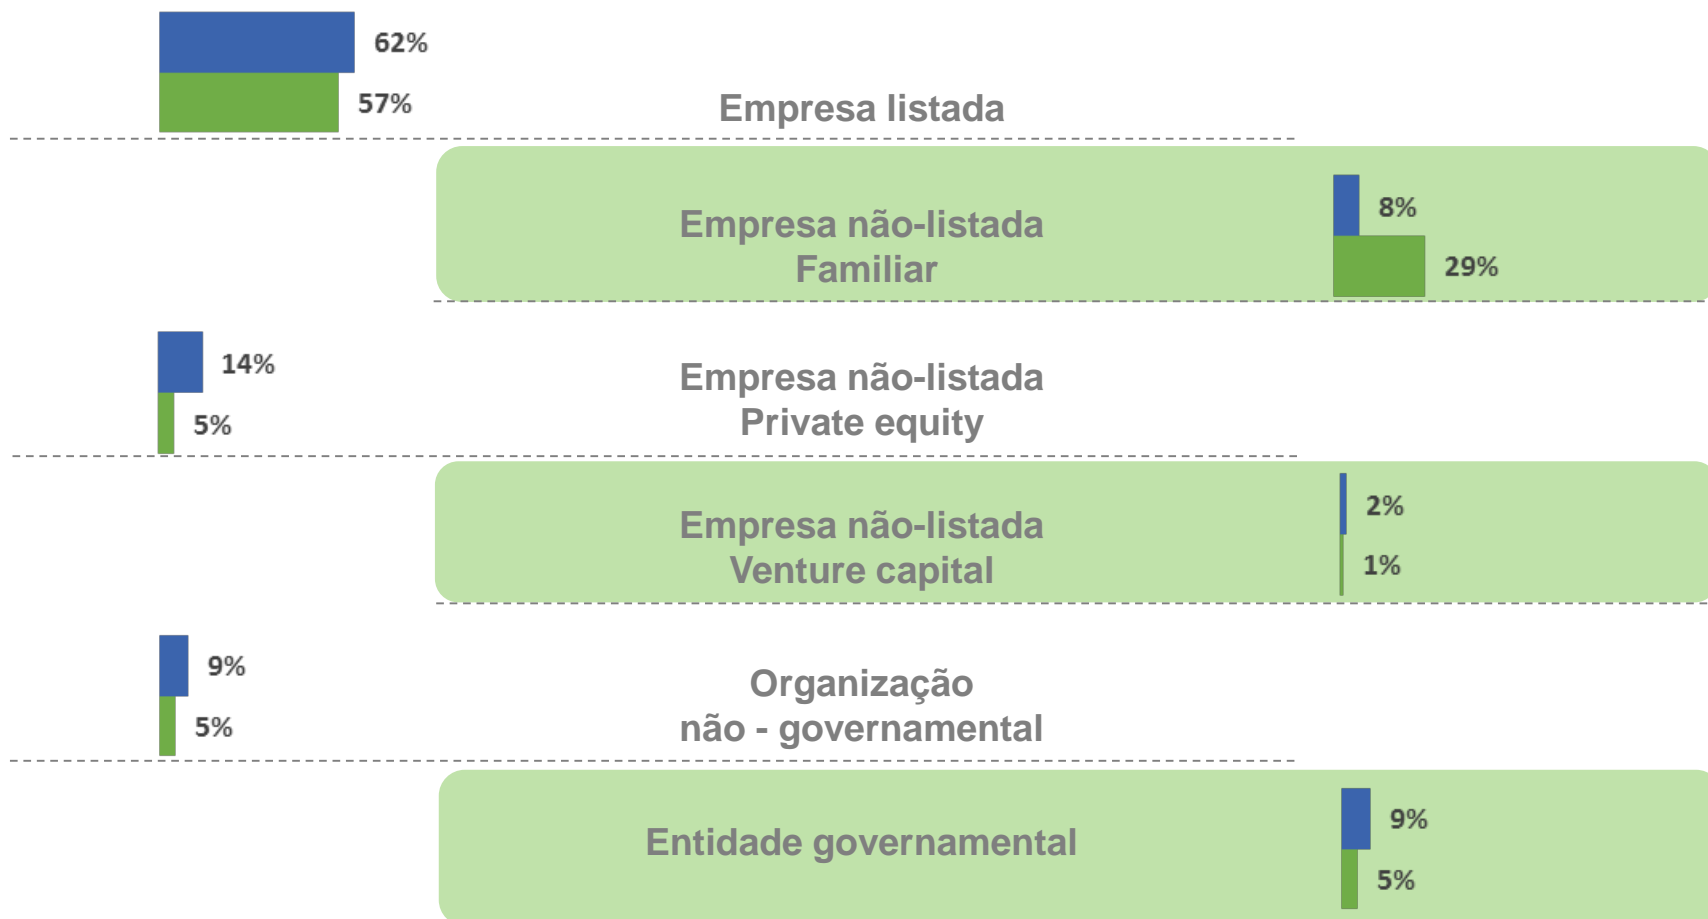 62%
57%
Empresa listada
Empresa não-listada
Familiar
8%
29%
14%
5%
Empresa não-listada
Private equity
Empresa não-listada
Venture capital
2%
1%
9%
5%
Organização
não - governamental
Entidade governamental
9%
5%